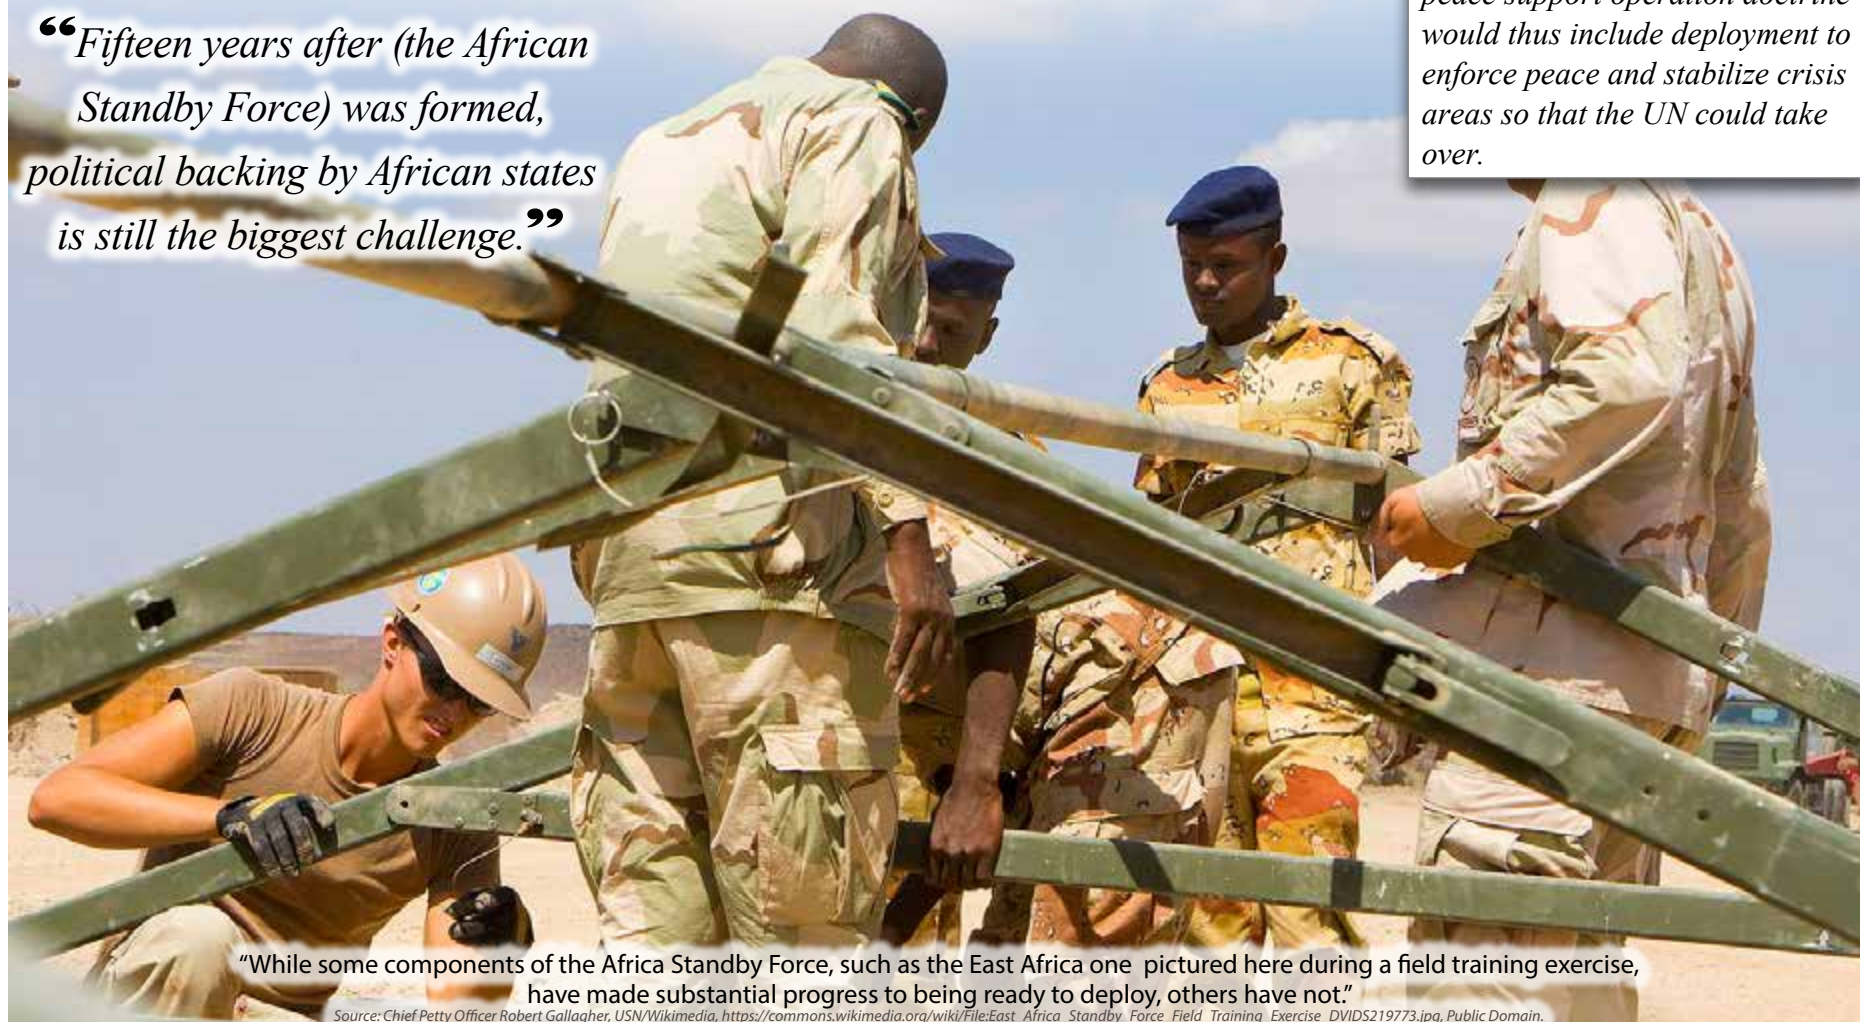 “Fifteen years after (the African
Standby Force) was formed,
political backing by African states
is still the biggest challenge.”
peace support operation doctrine
would thus include deployment to
enforce peace and stabilize crisis
areas so that the UN could take
over.
“While some components of the Africa Standby Force, such as the East Africa one pictured here during a field training exercise,
have made substantial progress to being ready to deploy, others have not.”
Source: Chief Petty Officer Robert Gallagher, USN/Wikimedia, https://commons.wikimedia.org/wiki/File:East_Africa_Standby_Force_Field_Training_Exercise_DVIDS219773.jpg, Public Domain.